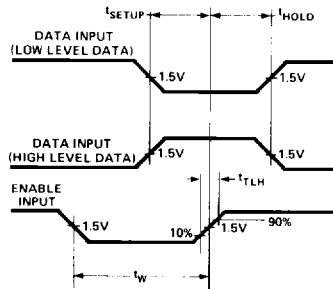 tSETUP
tHOLD
DATA INPUT
(LOW LEVEL DATA)
1.5V
1.5V
DATA INPUT
(HIGH LEVEL DATA)
1.5V
1.5V
ENABLE
INPUT
tTLH
1.5V
10%
1.5V
90%
tW